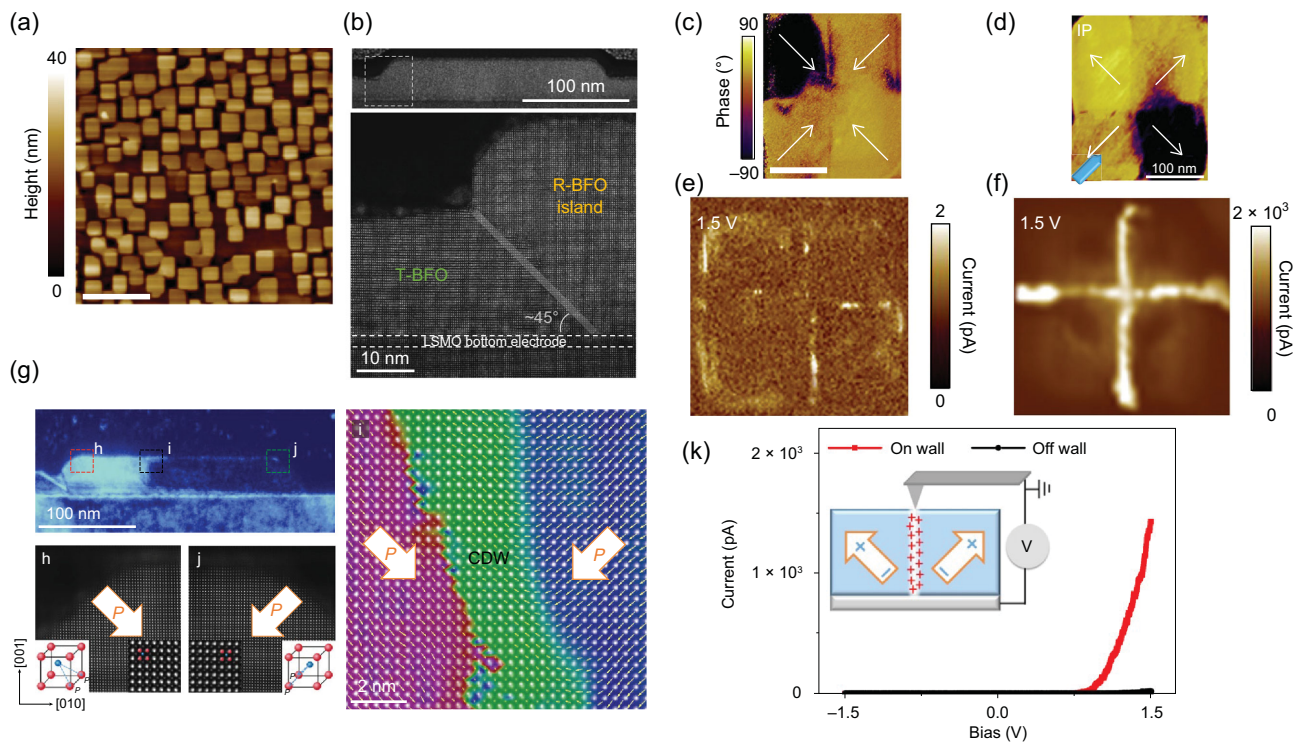 (a)
40
Height (nm)
0
(b)
100 nm
R-BFO
island
T-BFO
~45°
LSMO bottom electrode
10 nm
(c)
90
Phase (°)
−90
(d)
IP
100 nm
(e)
1.5 V
2
Current (pA)
0
(f)
1.5 V
2 × 10³
Current (pA)
0
(g)
h
i
j
100 nm
h
P
P
P
[001]
[010]
j
P
P
P
i
P
CDW
P
2 nm
(k)
On wall
Off wall
2 × 10³
1 × 10³
0
Current (pA)
−1.5
0.0
1.5
Bias (V)
V